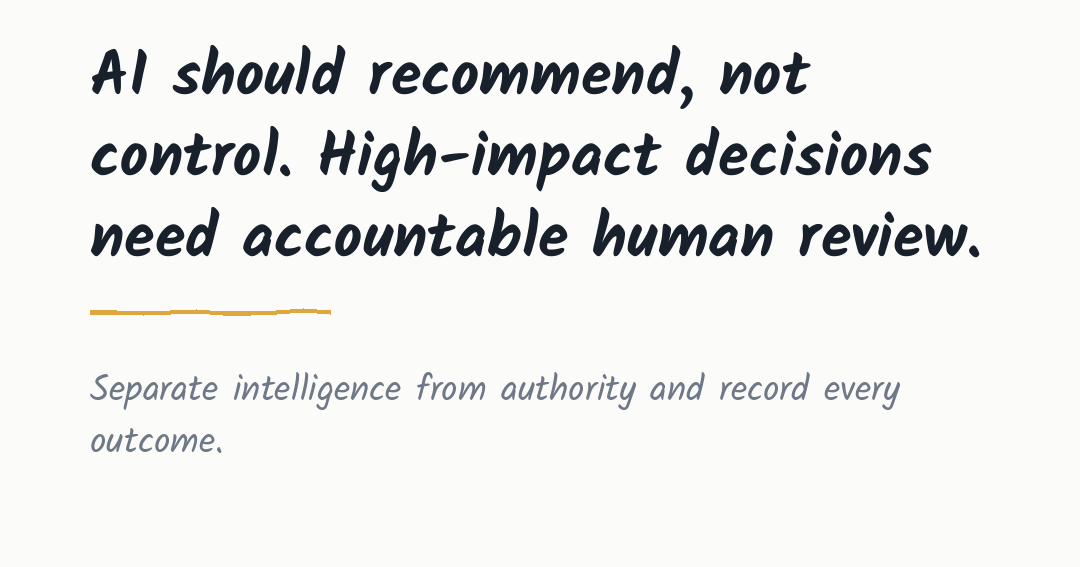 AI should recommend, not
control. High-impact decisions
need accountable human review.
Separate intelligence from authority and record every
outcome.